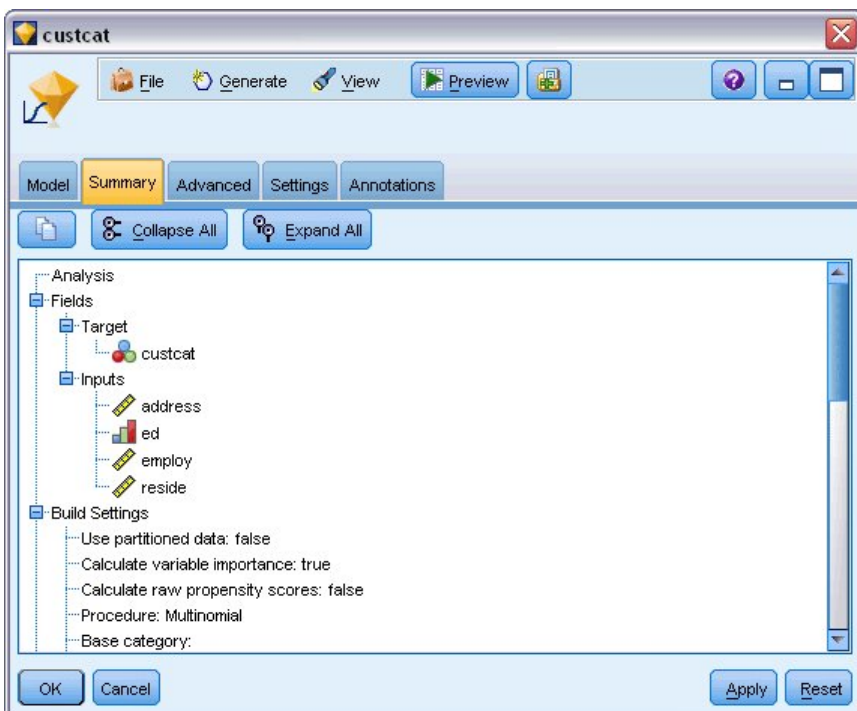 custcat
File Generate View Preview
Model Summary Advanced Settings Annotations
Collapse All Expand All
Analysis
Fields
Target
custcat
Inputs
address
ed
employ
reside
Build Settings
Use partitioned data: false
Calculate variable importance: true
Calculate raw propensity scores: false
Procedure: Multinomial
Base category:
OK Cancel Apply Reset